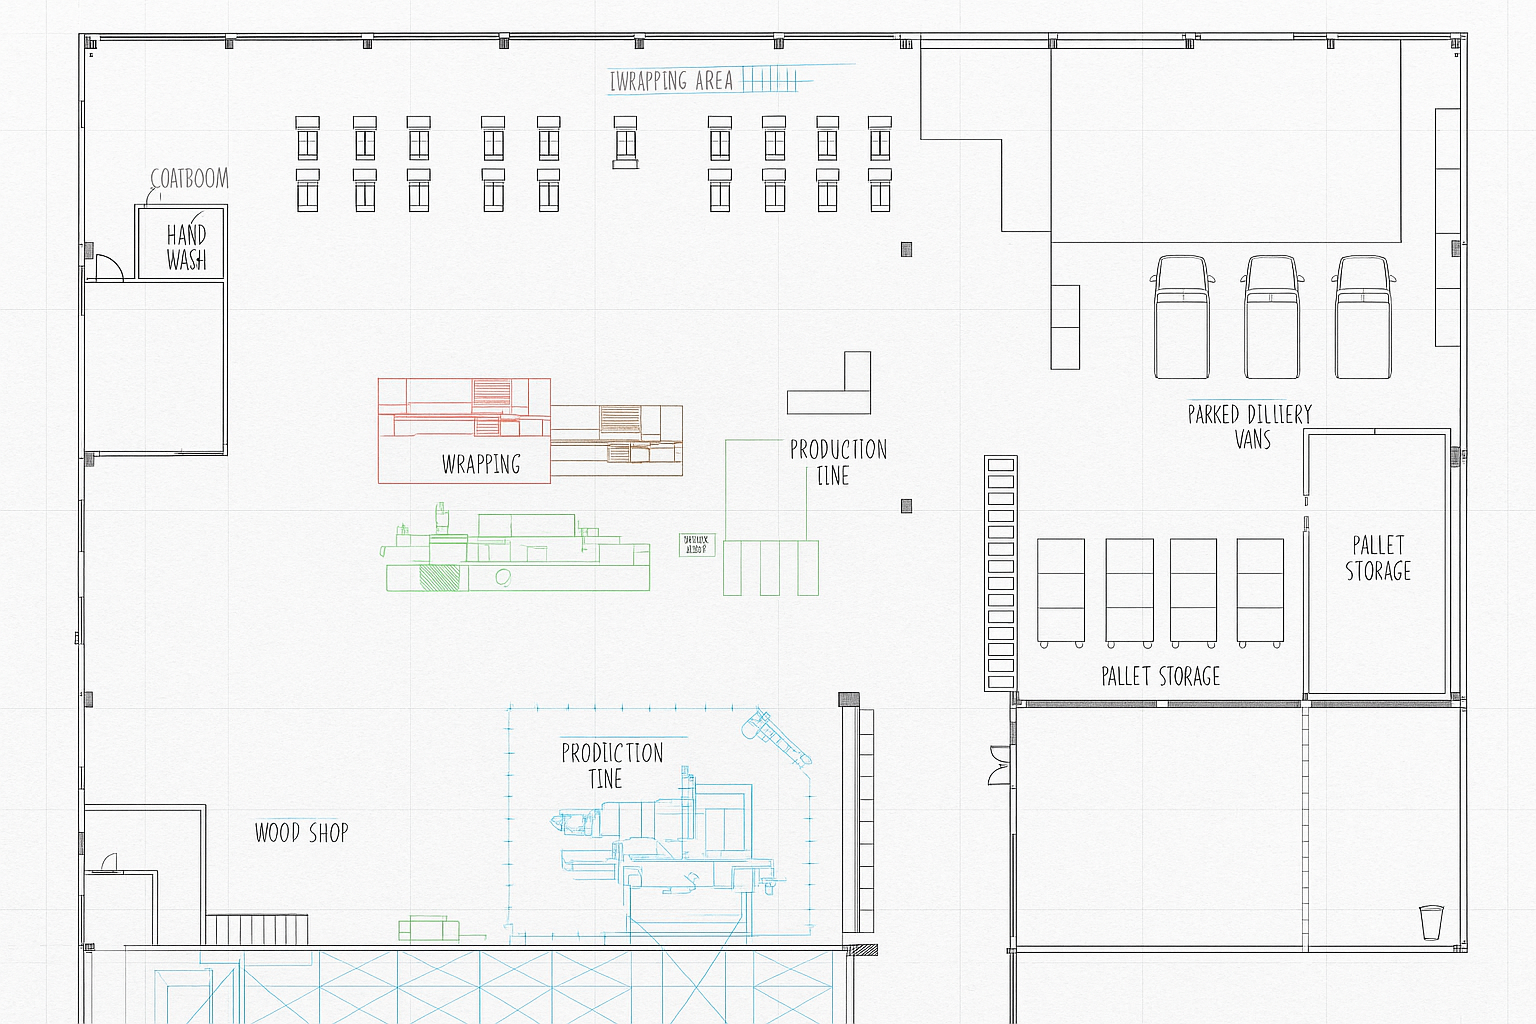 IWRAPPING AREA
COATBOOM
HAND
WASH
WRAPPING
PRODUCTION
TINE
PARKED DILLIERY
VANS
PALLET
STORAGE
PALLET STORAGE
PRODIICTION
TINE
WOOD SHOP